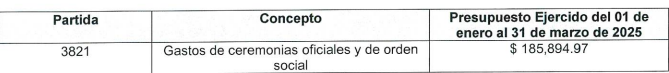 Partida Concepto Presupuesto Ejercido del 01 de
enero al 31 de marzo de 2025
3821 Gastos de ceremonias oficiales y de orden $ 185,894.97
social